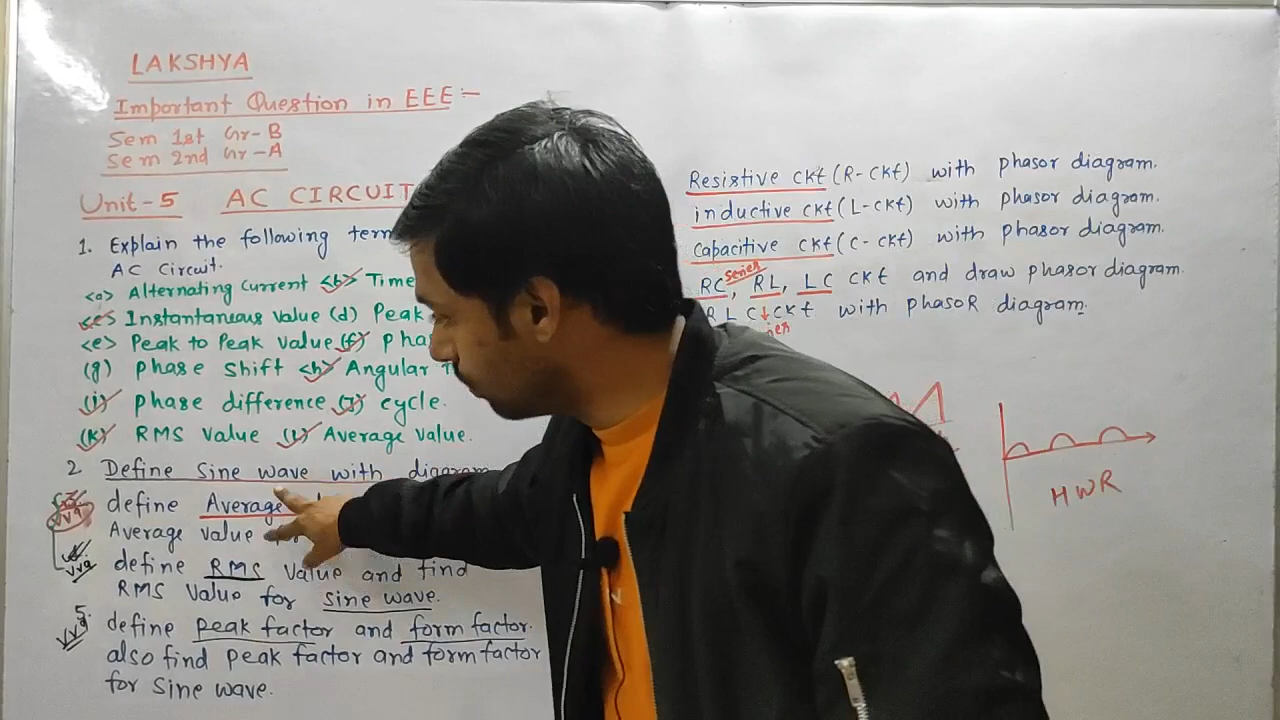 LAKSHYA
Important Question in EEE :-
Sem 1st Gr-B
Sem 2nd Gr-A
Unit-5 AC CIRCUIT
1. Explain the following term
AC Circuit.
<a> Alternating Current <b> Time
<c> Instantaneous value (d) Peak
<e> Peak to Peak value (f) pha
(g) phase shift <h> Angular
(i) phase difference (j) cycle.
(k) RMS value (l) Average value.
2 Define Sine wave with diagram
define Average
Average value
define RMS value and find
RMS value for sine wave.
5. define peak factor and form factor.
also find peak factor and form factor
for sine wave.
Resistive ckt (R-ckt) with phasor diagram.
inductive ckt (L-ckt) with phasor diagram.
capacitive ckt (C-ckt) with phasor diagram.
series
RC, RL, LC ckt and draw phasor diagram.
R L C ckt with phasoR diagram.
HWR